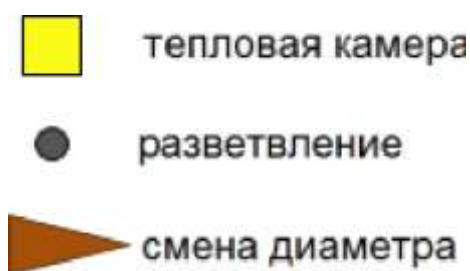 тепловая камера
разветвление
смена диаметра